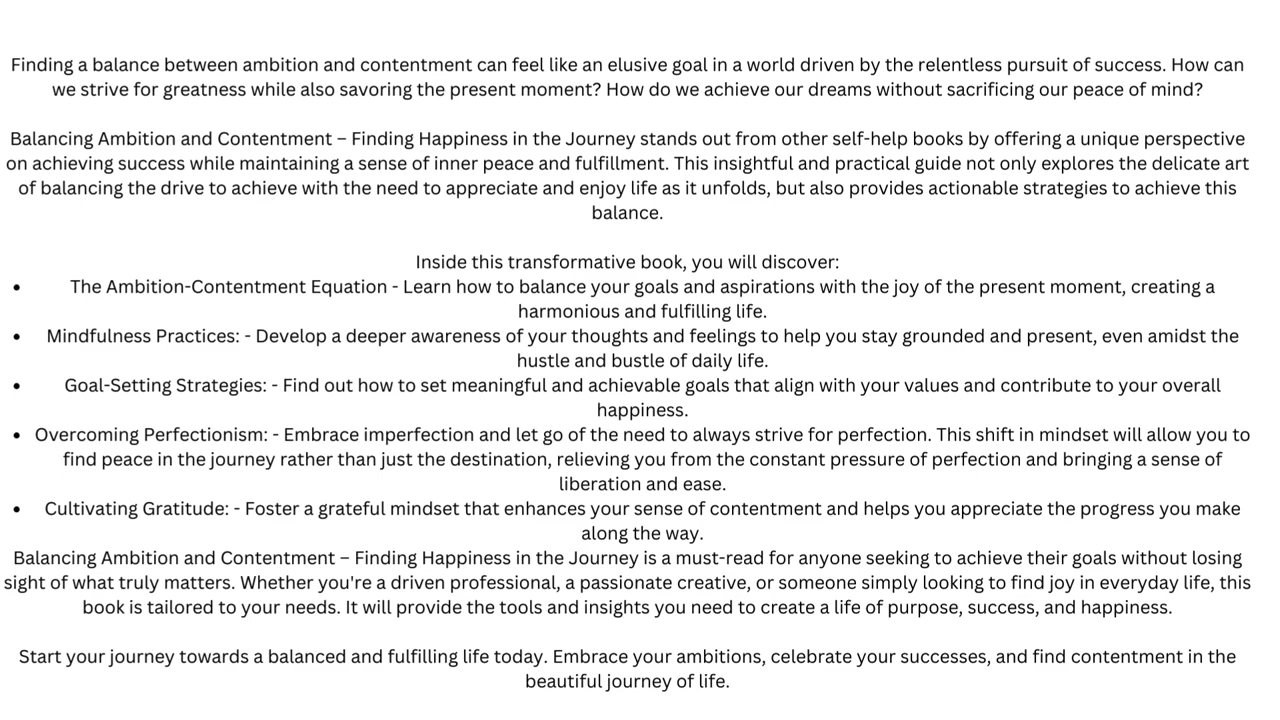 Finding a balance between ambition and contentment can feel like an elusive goal in a world driven by the relentless pursuit of success. How can
we strive for greatness while also savoring the present moment? How do we achieve our dreams without sacrificing our peace of mind?
Balancing Ambition and Contentment – Finding Happiness in the Journey stands out from other self-help books by offering a unique perspective
on achieving success while maintaining a sense of inner peace and fulfillment. This insightful and practical guide not only explores the delicate art
of balancing the drive to achieve with the need to appreciate and enjoy life as it unfolds, but also provides actionable strategies to achieve this
balance.
Inside this transformative book, you will discover:
• The Ambition-Contentment Equation - Learn how to balance your goals and aspirations with the joy of the present moment, creating a
harmonious and fulfilling life.
• Mindfulness Practices: - Develop a deeper awareness of your thoughts and feelings to help you stay grounded and present, even amidst the
hustle and bustle of daily life.
• Goal-Setting Strategies: - Find out how to set meaningful and achievable goals that align with your values and contribute to your overall
happiness.
• Overcoming Perfectionism: - Embrace imperfection and let go of the need to always strive for perfection. This shift in mindset will allow you to
find peace in the journey rather than just the destination, relieving you from the constant pressure of perfection and bringing a sense of
liberation and ease.
• Cultivating Gratitude: - Foster a grateful mindset that enhances your sense of contentment and helps you appreciate the progress you make
along the way.
Balancing Ambition and Contentment – Finding Happiness in the Journey is a must-read for anyone seeking to achieve their goals without losing
sight of what truly matters. Whether you're a driven professional, a passionate creative, or someone simply looking to find joy in everyday life, this
book is tailored to your needs. It will provide the tools and insights you need to create a life of purpose, success, and happiness.
Start your journey towards a balanced and fulfilling life today. Embrace your ambitions, celebrate your successes, and find contentment in the
beautiful journey of life.